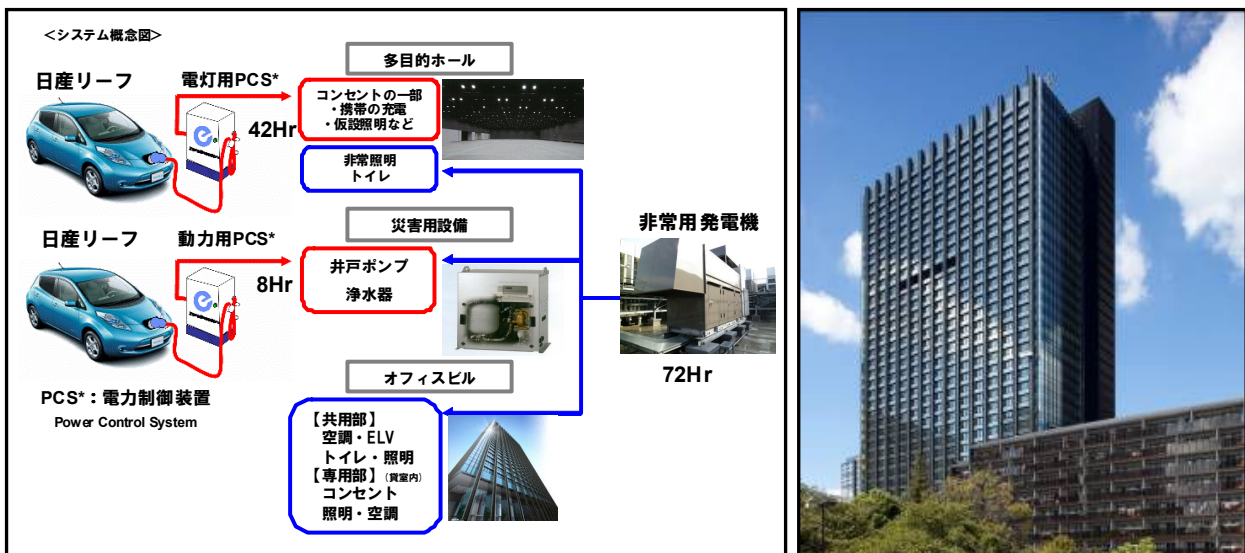 <システム概念図>
多目的ホール
日産リーフ
電灯用PCS*
42Hr
コンセントの一部
・携帯の充電
・仮設照明など
非常照明
トイレ
災害用設備
日産リーフ
動力用PCS*
8Hr
井戸ポンプ
浄水器
非常用発電機
72Hr
オフィスビル
PCS*：電力制御装置
Power Control System
【共用部】
空調・ELV
トイレ・照明
【専用部】(貸室内)
コンセント
照明・空調